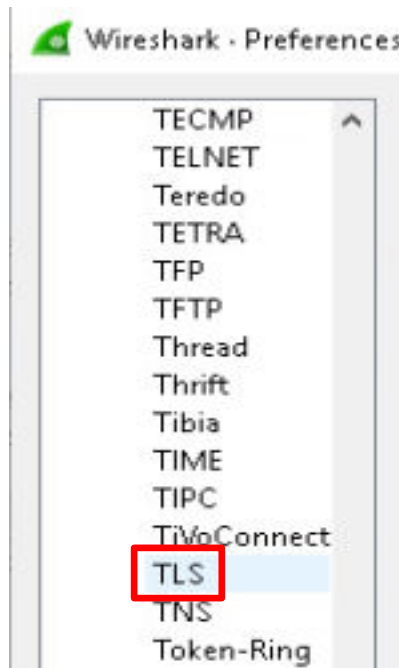 Wireshark · Preferences
TECMP
TELNET
Teredo
TETRA
TFP
TFTP
Thread
Thrift
Tibia
TIME
TIPC
TiVoConnect
TLS
TNS
Token-Ring